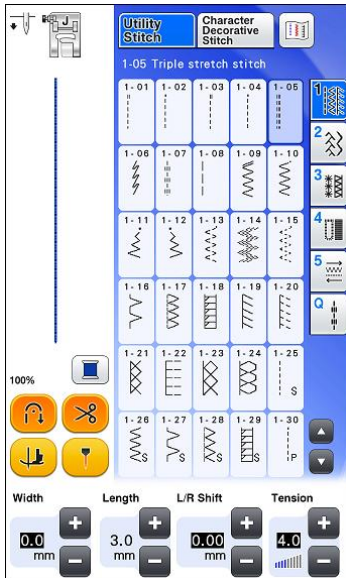 J
Utility
Stitch
Character
Decorative
Stitch
1-05 Triple stretch stitch
1-01 1-02 1-03 1-04 1-05
1-06 1-07 1-08 1-09 1-10
1-11 1-12 1-13 1-14 1-15
1-16 1-17 1-18 1-19 1-20
1-21 1-22 1-23 1-24 1-25
S
1-26 1-27 1-28 1-29 1-30
S S S S P
1
2
3
4
5
Q
100%
Width Length L/R Shift Tension
0.0 3.0 0.00 4.0
mm mm mm